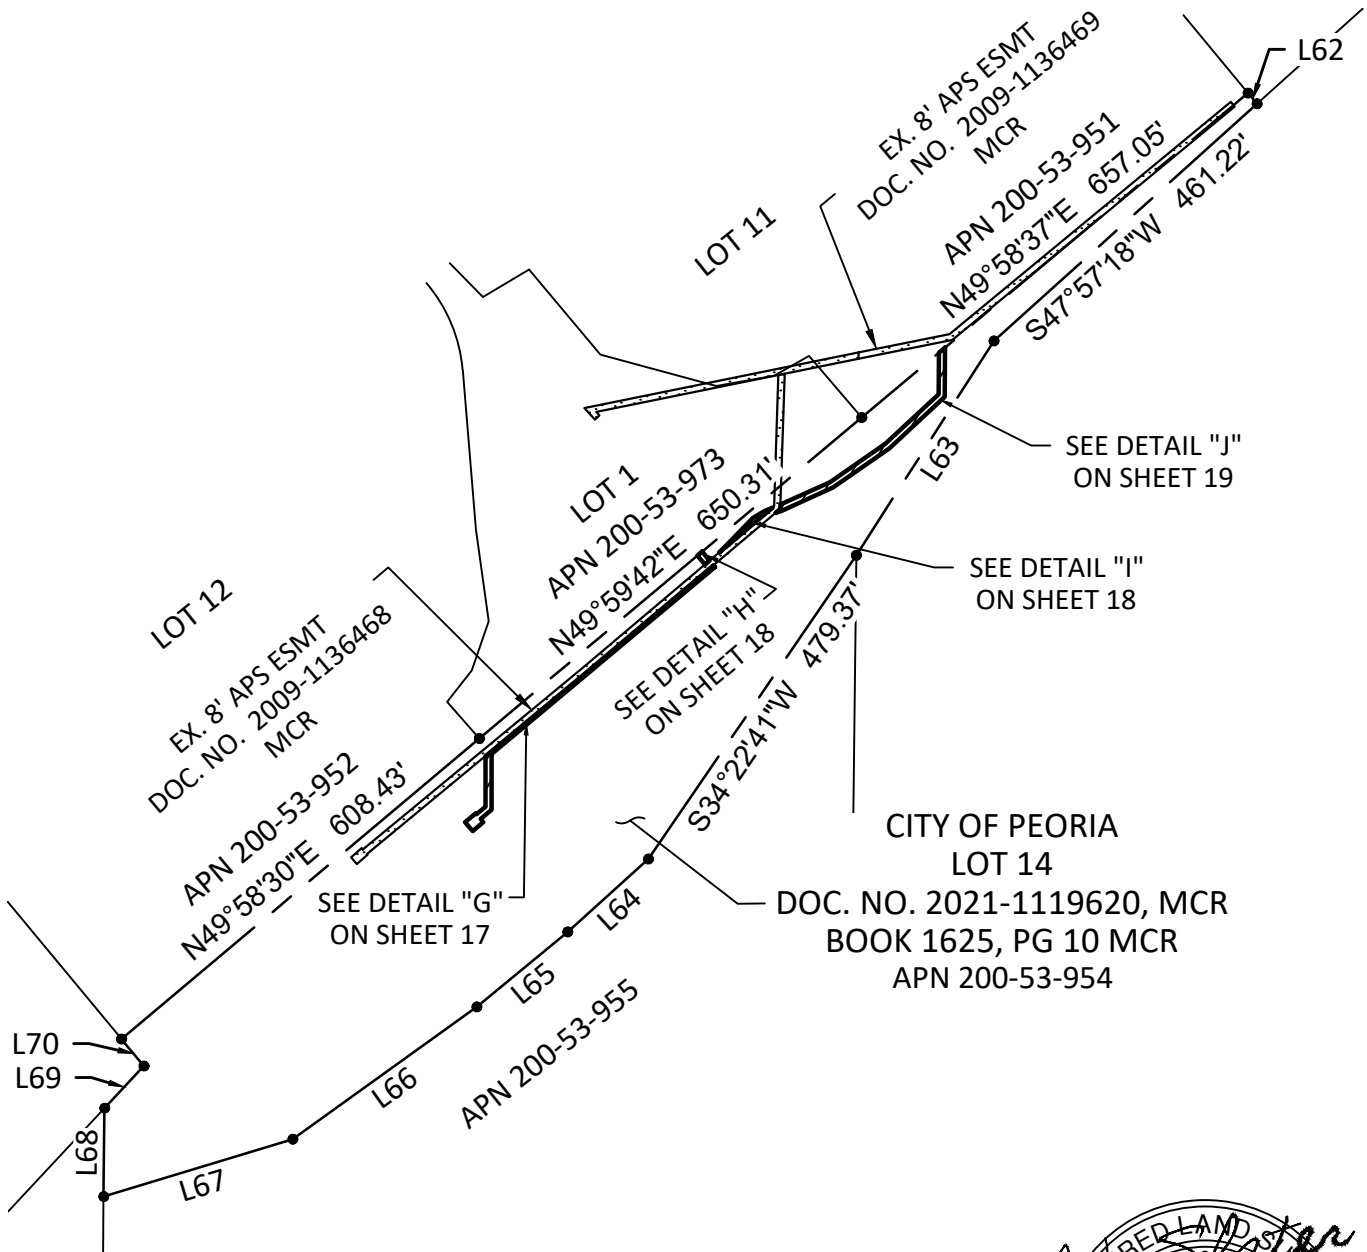 L62
EX. 8' APS ESMT
DOC. NO. 2009-1136469
MCR
APN 200-53-951
N49°58'37"E 657.05'
S47°57'18"W 461.22'
LOT 11
SEE DETAIL "J"
ON SHEET 19
L63
LOT 1
APN 200-53-973
N49°59'42"E 650.31'
SEE DETAIL "I"
ON SHEET 18
SEE DETAIL "H"
ON SHEET 18
LOT 12
EX. 8' APS ESMT
DOC. NO. 2009-1136468
MCR
APN 200-53-952
N49°58'30"E 608.43'
S34°22'41"W 479.37'
SEE DETAIL "G"
ON SHEET 17
CITY OF PEORIA
LOT 14
DOC. NO. 2021-1119620, MCR
BOOK 1625, PG 10 MCR
APN 200-53-954
L64
L65
APN 200-53-955
L66
L70
L69
L68
L67
LAND